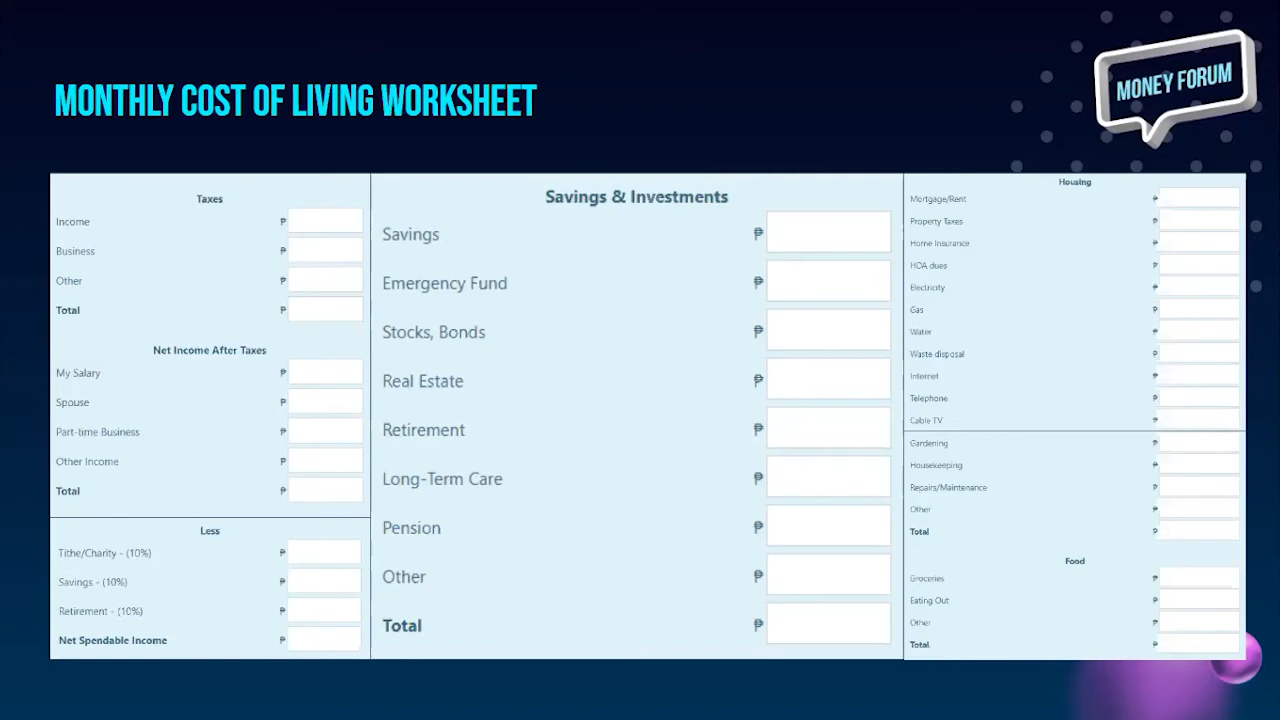 MONTHLY COST OF LIVING WORKSHEET
MONEY FORUM
Taxes
Income ₱
Business ₱
Other ₱
Total ₱
Net Income After Taxes
My Salary ₱
Spouse ₱
Part-time Business ₱
Other Income ₱
Total ₱
Less
Tithe/Charity - (10%) ₱
Savings - (10%) ₱
Retirement - (10%) ₱
Net Spendable Income ₱
Savings & Investments
Savings ₱
Emergency Fund ₱
Stocks, Bonds ₱
Real Estate ₱
Retirement ₱
Long-Term Care ₱
Pension ₱
Other ₱
Total ₱
Housing
Mortgage/Rent ₱
Property Taxes ₱
Home Insurance ₱
HOA dues ₱
Electricity ₱
Gas ₱
Water ₱
Waste disposal ₱
Internet ₱
Telephone ₱
Cable TV ₱
Gardening ₱
Housekeeping ₱
Repairs/Maintenance ₱
Other ₱
Total ₱
Food
Groceries ₱
Eating Out ₱
Other ₱
Total ₱